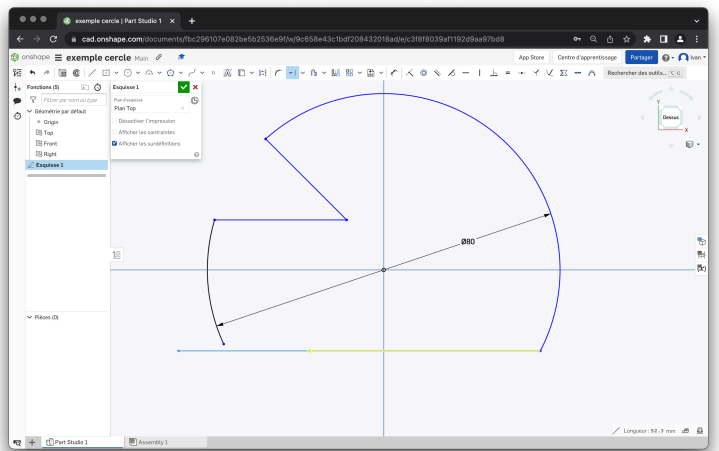 exemple cercle | Part Studio 1
cad.onshape.com/documents/fbc296107e082be5b2536e9f/w/9c658e43c1bdf208432018ad/e/c3f8f8039af1192d9aa97bd8
onshape exemple cercle Main
App Store Centre d'apprentissage Partager Ivan
Rechercher des outils... ⌥ c
Fonctions (5)
Filtrer par nom ou type
Géométrie par défaut
Origin
Top
Front
Right
Esquisse 1
Esquisse 1
Plan d'esquisse
Plan Top
Désactiver l'impression
Afficher les contraintes
Afficher les surdéfinitions
Y
Dessus
X
Ø80
Pièces (0)
Longueur: 52.3 mm
Part Studio 1 Assembly 1